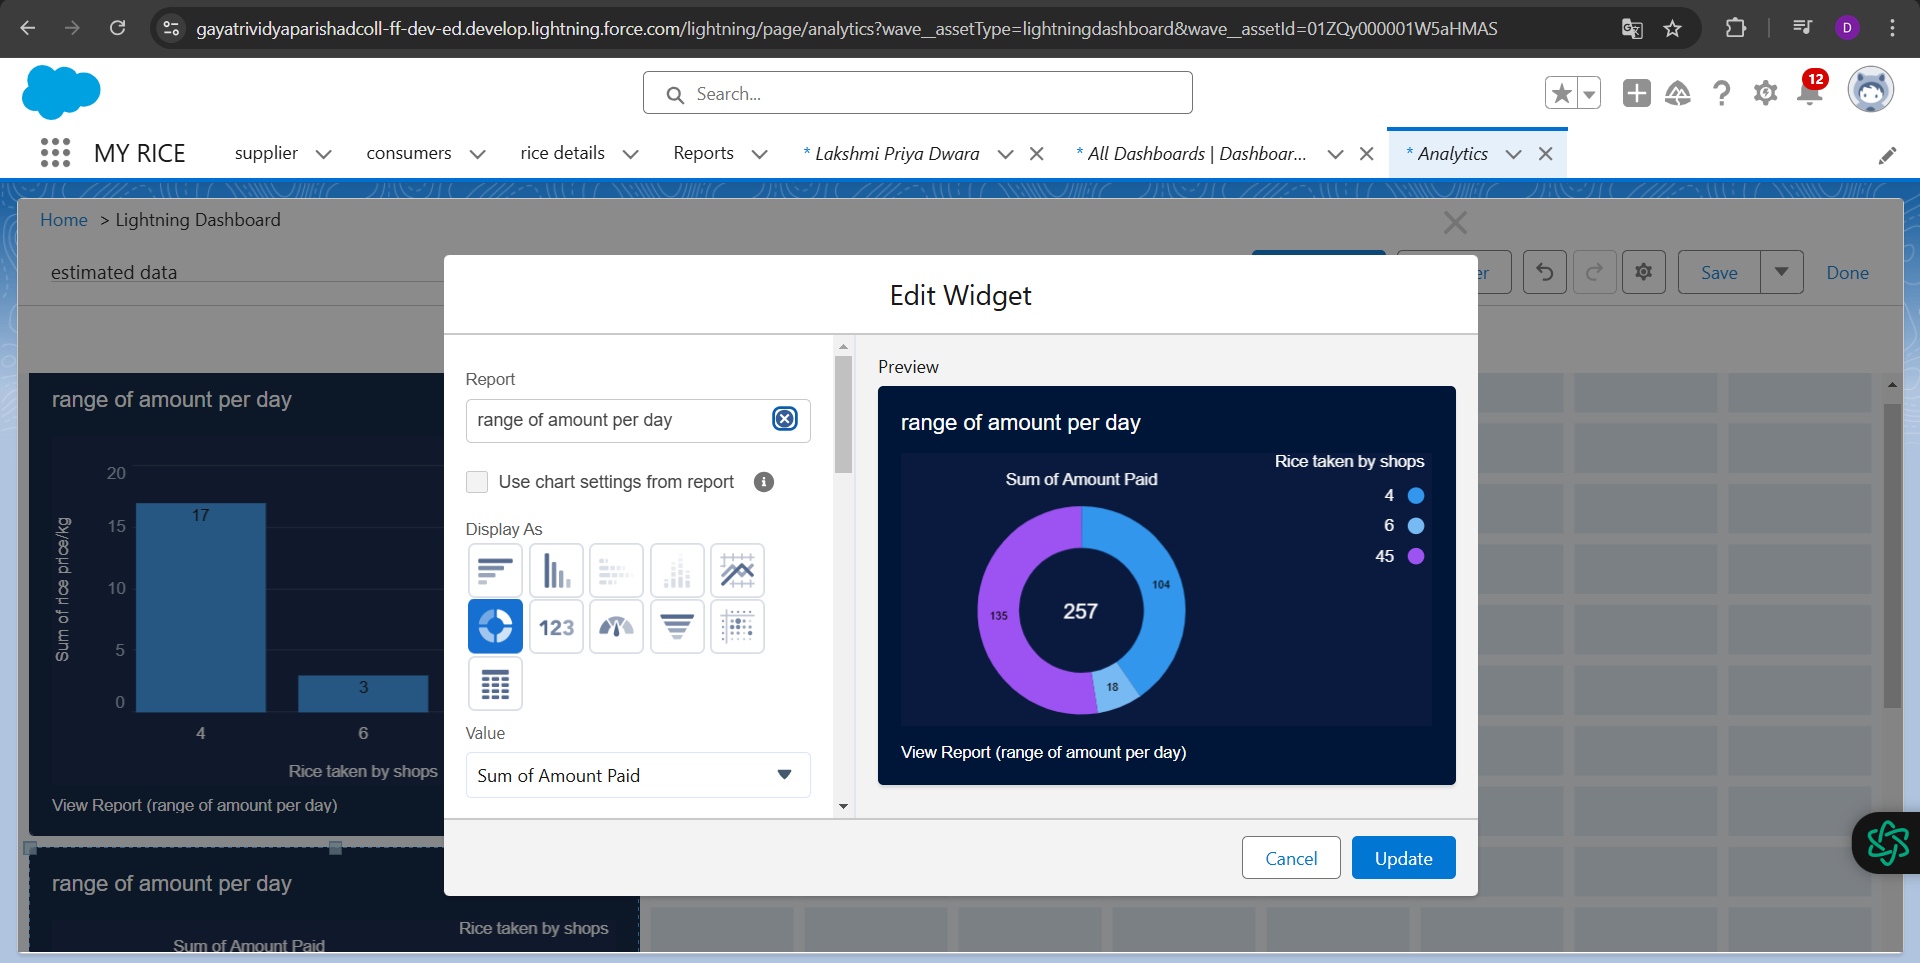 gayatrividyaparishadcoll-ff-dev-ed.develop.lightning.force.com/lightning/page/analytics?wave__assetType=lightningdashboard&wave__assetId=01ZQy000001W5aHMAS
D
Search...
12
MY RICE
supplier
consumers
rice details
Reports
* Lakshmi Priya Dwara
* All Dashboards | Dashboar...
* Analytics
Home > Lightning Dashboard
estimated data
er
Save
Done
Edit Widget
range of amount per day
Sum of rice price/kg
20
15
10
5
0
17
3
4
6
Rice taken by shops
View Report (range of amount per day)
range of amount per day
Rice taken by shops
Sum of Amount Paid
Report
range of amount per day
Use chart settings from report
Display As
123
Value
Sum of Amount Paid
Preview
range of amount per day
Rice taken by shops
Sum of Amount Paid
4
6
45
104
135
257
18
View Report (range of amount per day)
Cancel
Update